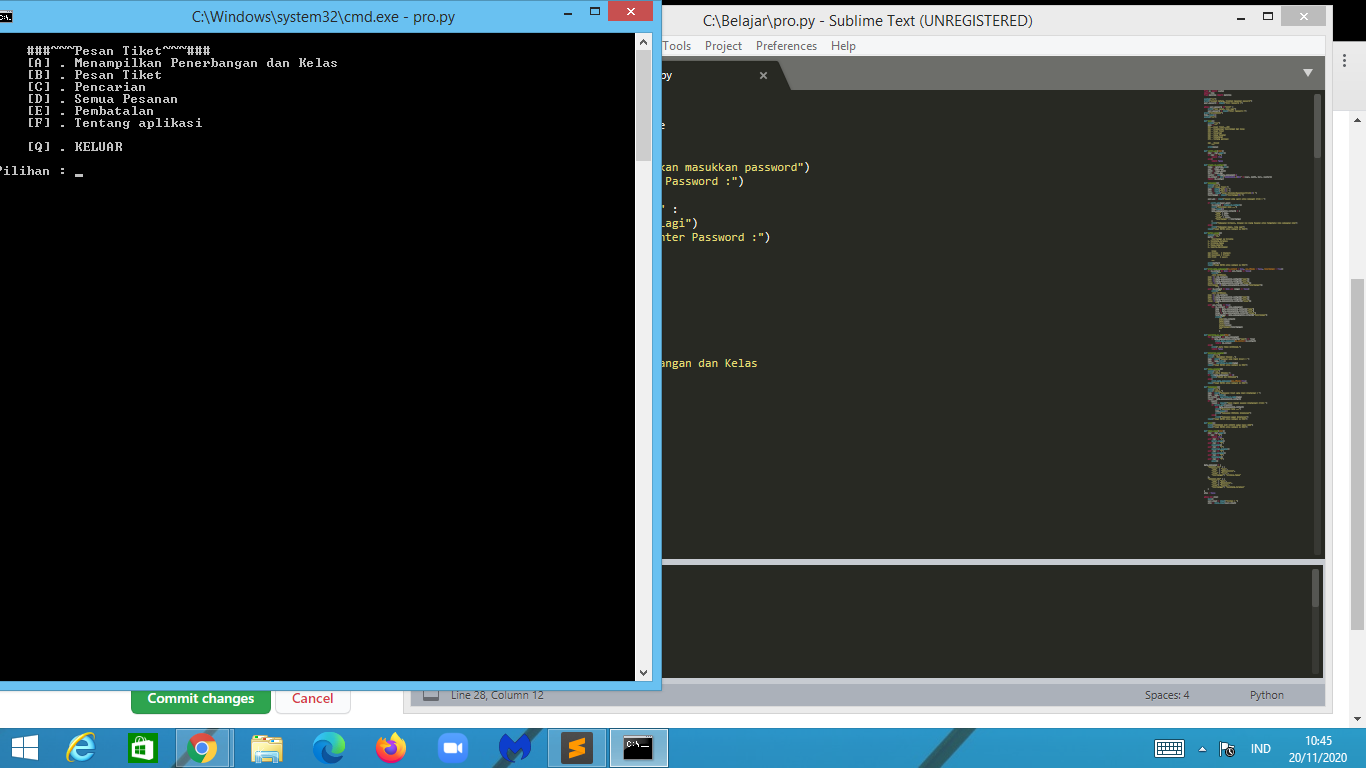 C:\Windows\system32\cmd.exe - pro.py
###~~~~Pesan Tiket~~~~###
[A] . Menampilkan Penerbangan dan Kelas
[B] . Pesan Tiket
[C] . Pencarian
[D] . Semua Pesanan
[E] . Pembatalan
[F] . Tentang aplikasi
[Q] . KELUAR
Pilihan : _
C:\Belajar\pro.py - Sublime Text (UNREGISTERED)
Tools Project Preferences Help
py
e
kan masukkan password")
Password :")
" :
Lagi")
nter Password :")
angan dan Kelas
Line 28, Column 12
Spaces: 4
Python
Commit changes
Cancel
IND
10:45
20/11/2020